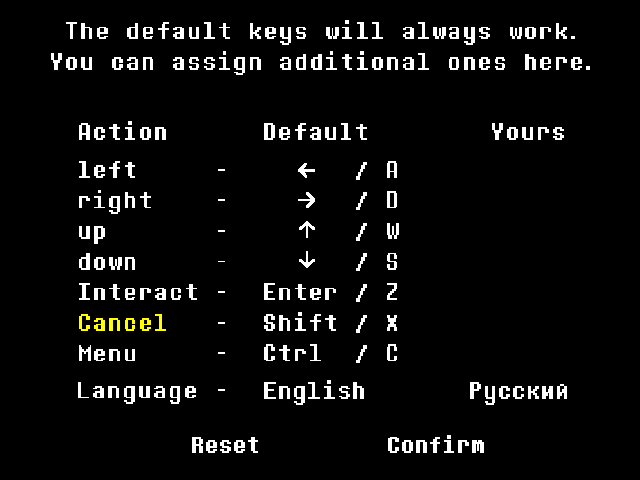 The default keys will always work.
You can assign additional ones here.
Action Default Yours
left - ← / A
right - → / D
up - ↑ / W
down - ↓ / S
Interact - Enter / Z
Cancel - Shift / X
Menu - Ctrl / C
Language - English Русский
Reset Confirm